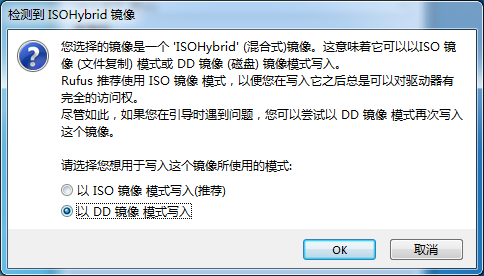 检测到 ISOHybrid 镜像
您选择的镜像是一个 'ISOHybrid' (混合式)镜像。这意味着它可以以ISO 镜
像 (文件复制) 模式或 DD 镜像 (磁盘) 镜像模式写入。
Rufus 推荐使用 ISO 镜像 模式，以便您在写入它之后总是可以对驱动器有
完全的访问权。
尽管如此，如果您在引导时遇到问题，您可以尝试以 DD 镜像 模式再次写入
这个镜像。
请选择您想用于写入这个镜像所使用的模式:
以 ISO 镜像 模式写入(推荐)
以 DD 镜像 模式写入
OK
取消